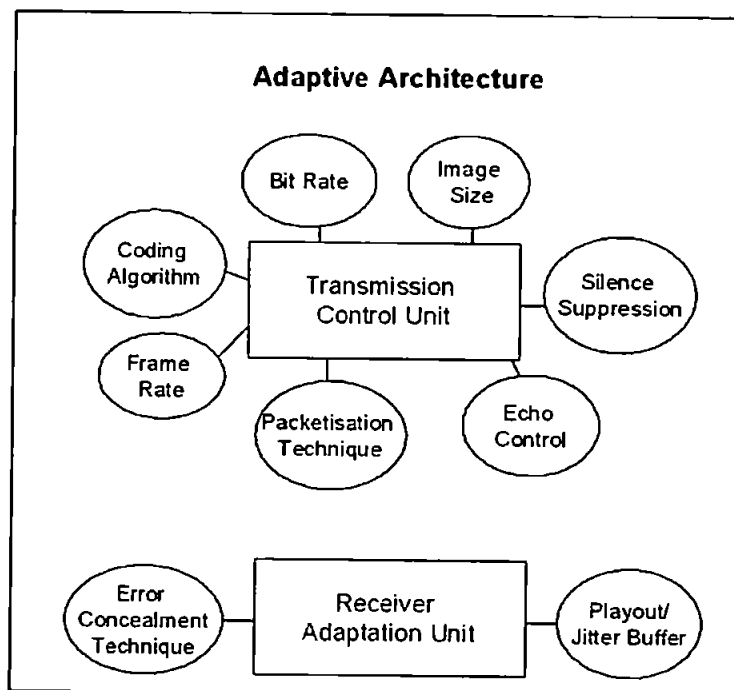 Adaptive Architecture
Bit Rate
Image
Size
Coding
Algorithm
Transmission
Control Unit
Silence
Suppression
Frame
Rate
Packetisation
Technique
Echo
Control
Error
Concealment
Technique
Receiver
Adaptation Unit
Playout/
Jitter Buffer